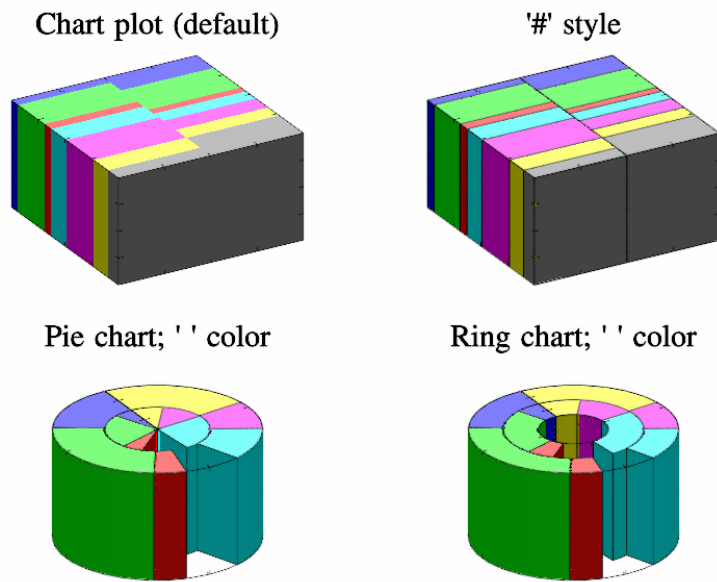 Chart plot (default)
'#' style
Pie chart; ' ' color
Ring chart; ' ' color